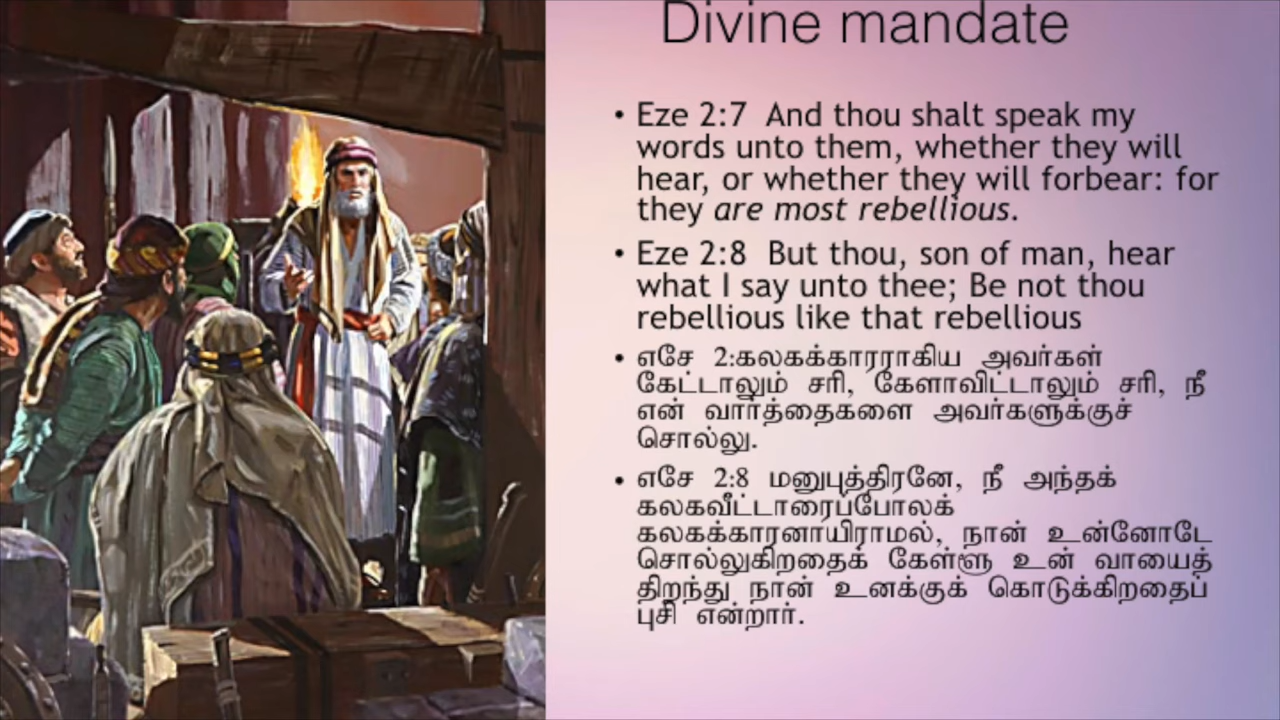 Divine mandate
• Eze 2:7 And thou shalt speak my
words unto them, whether they will
hear, or whether they will forbear: for
they are most rebellious.
• Eze 2:8 But thou, son of man, hear
what I say unto thee; Be not thou
rebellious like that rebellious
• எசே 2:கலகக்காரராகிய அவர்கள்
கேட்டாலும் சரி, கேளாவிட்டாலும் சரி, நீ
என் வார்த்தைகளை அவர்களுக்குச்
சொல்லு.
• எசே 2:8 மனுபுத்திரனே, நீ அந்தக்
கலகவீட்டாரைப்போலக்
கலகக்காரனாயிராமல், நான் உன்னோடே
சொல்லுகிறதைக் கேள்ளூ உன் வாயைத்
திறந்து நான் உனக்குக் கொடுக்கிறதைப்
புசி என்றார்.